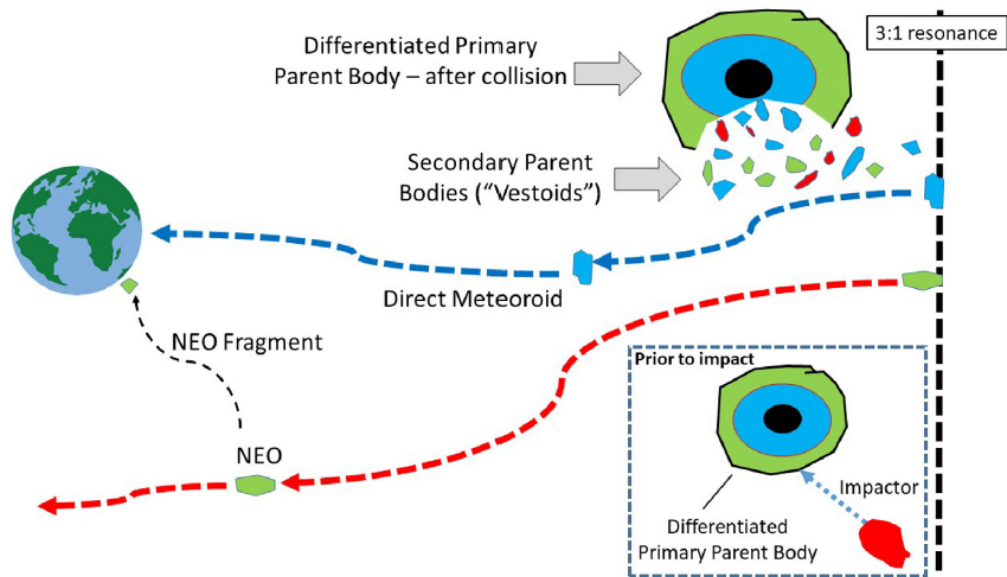 3:1 resonance
Differentiated Primary
Parent Body – after collision
Secondary Parent
Bodies (“Vestoids”)
Direct Meteoroid
NEO Fragment
NEO
Prior to impact
Impactor
Differentiated
Primary Parent Body